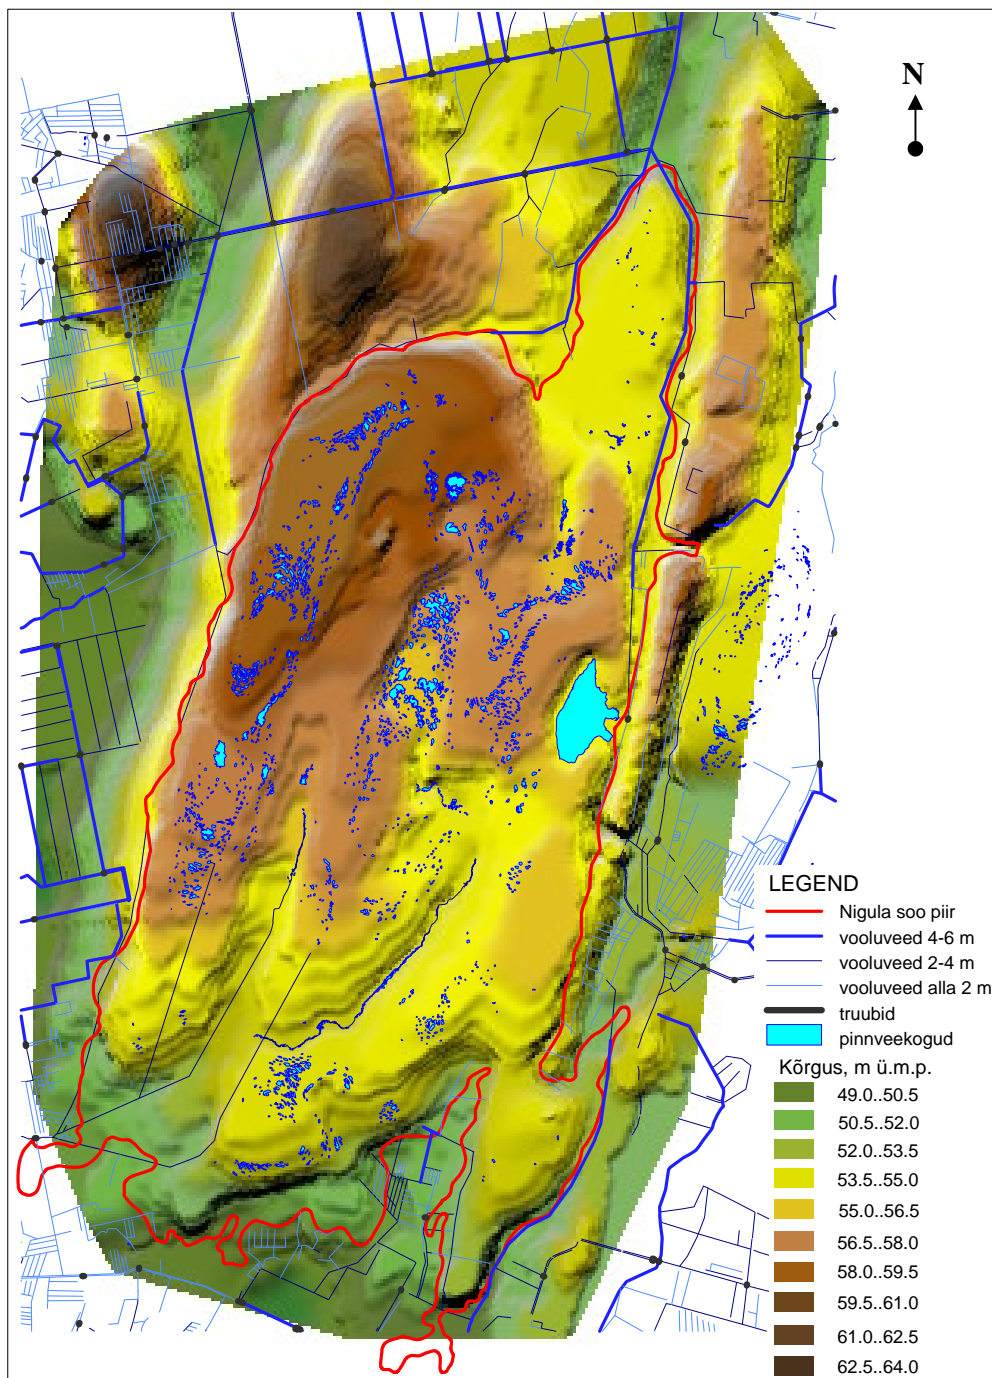 N
LEGEND
Nigula soo piir
vooluveed 4-6 m
vooluveed 2-4 m
vooluveed alla 2 m
truubid
pinnveekogud
Kõrgus, m ü.m.p.
49.0..50.5
50.5..52.0
52.0..53.5
53.5..55.0
55.0..56.5
56.5..58.0
58.0..59.5
59.5..61.0
61.0..62.5
62.5..64.0